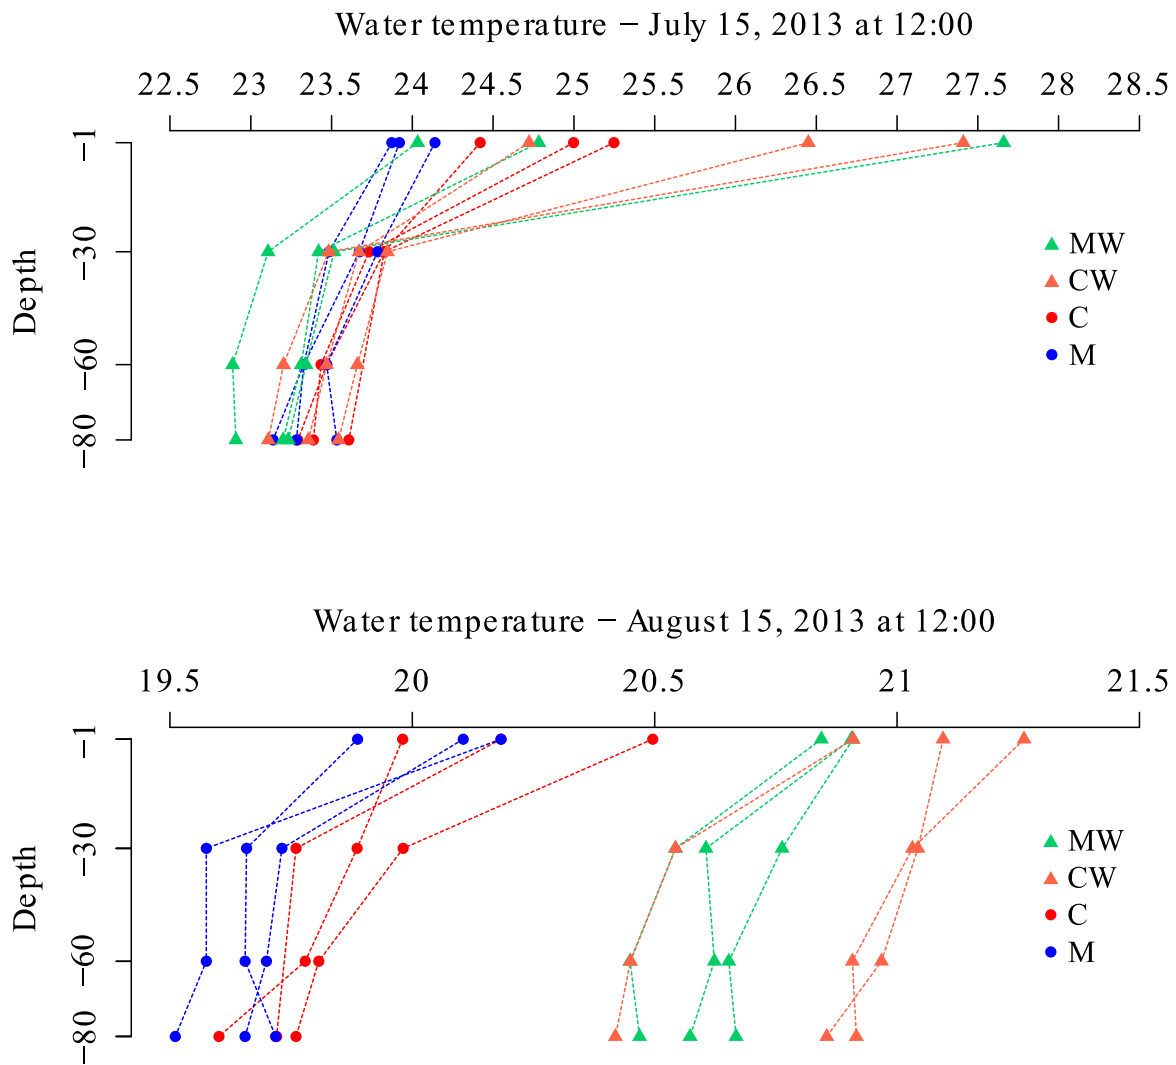 Water temperature − July 15, 2013 at 12:00
22.5 23 23.5 24 24.5 25 25.5 26 26.5 27 27.5 28 28.5
−1
−30
−60
−80
Depth
MW
CW
C
M
Water temperature − August 15, 2013 at 12:00
19.5 20 20.5 21 21.5
−1
−30
−60
−80
Depth
MW
CW
C
M